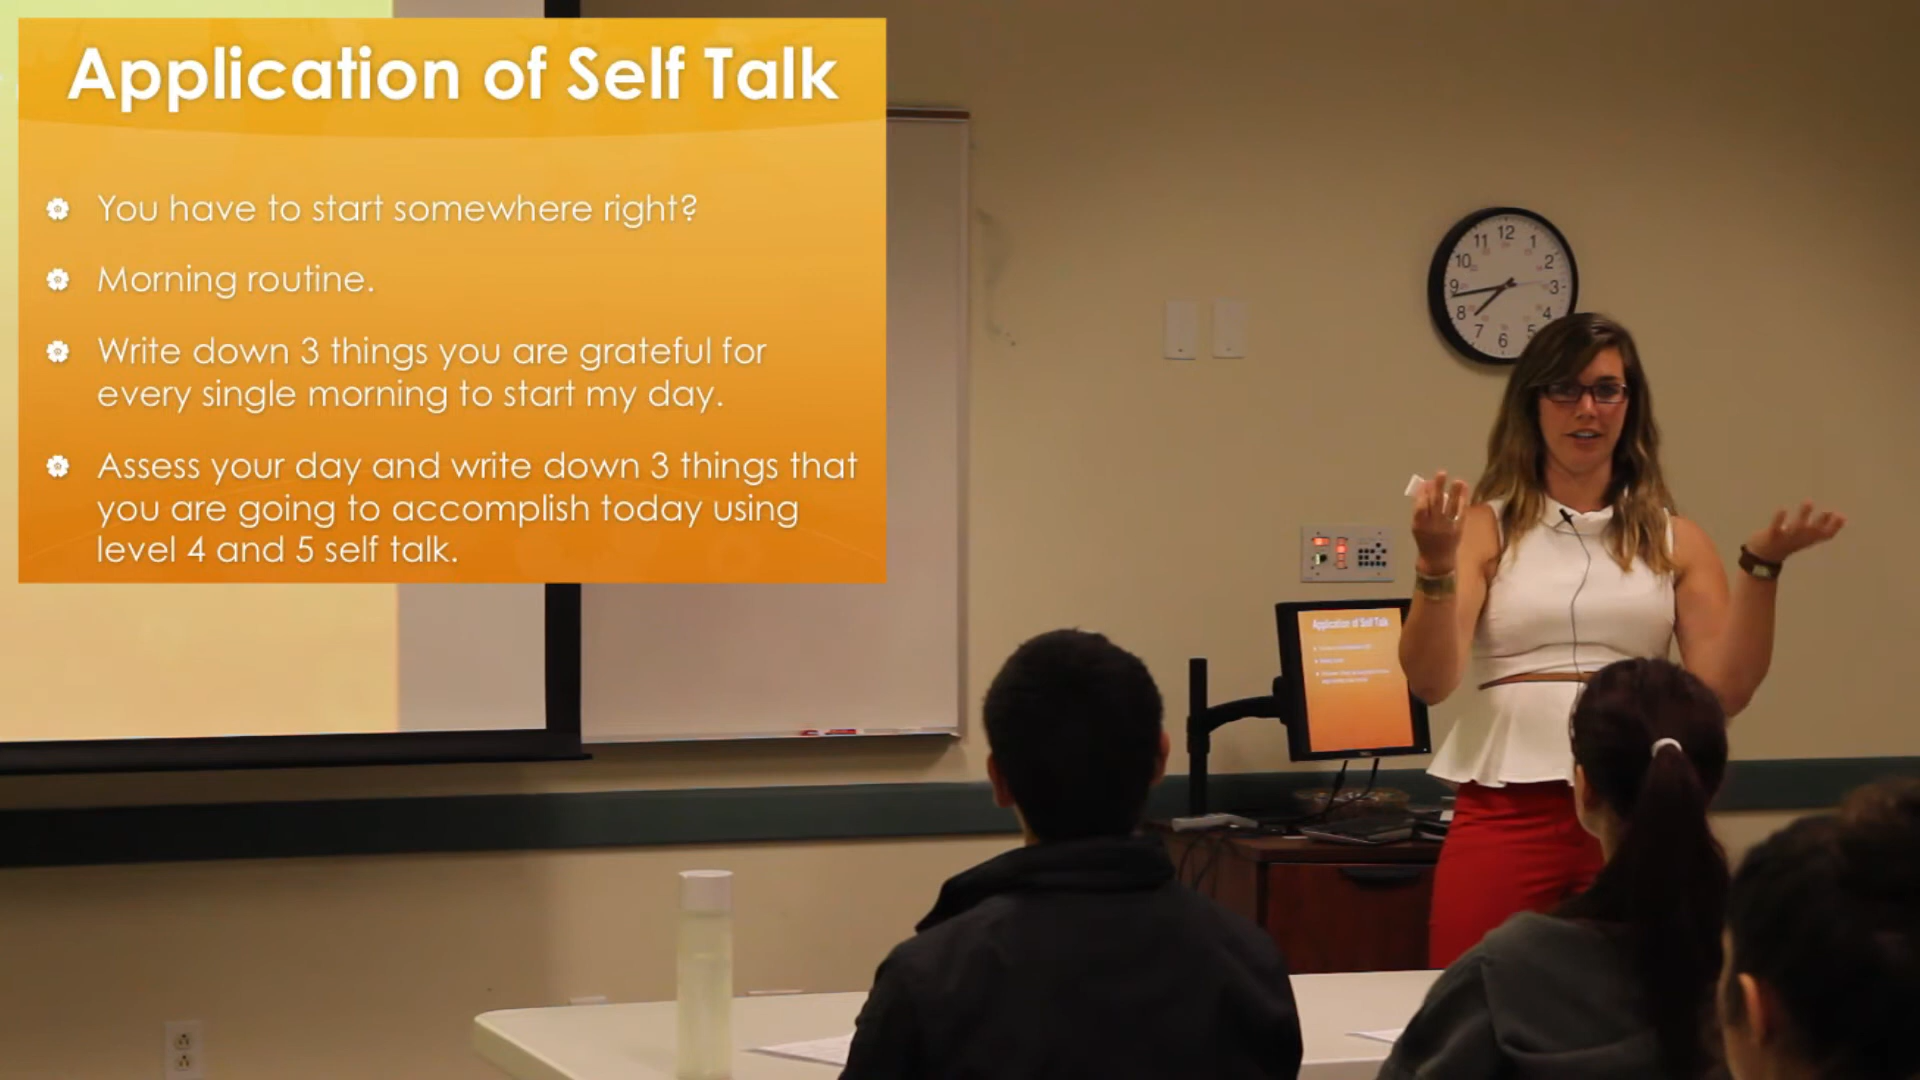 Application of Self Talk
You have to start somewhere right?
Morning routine.
Write down 3 things you are grateful for
every single morning to start my day.
Assess your day and write down 3 things that
you are going to accomplish today using
level 4 and 5 self talk.
11 12 1
10 2
9 3
8 4
7 6 5
Application of Self Talk